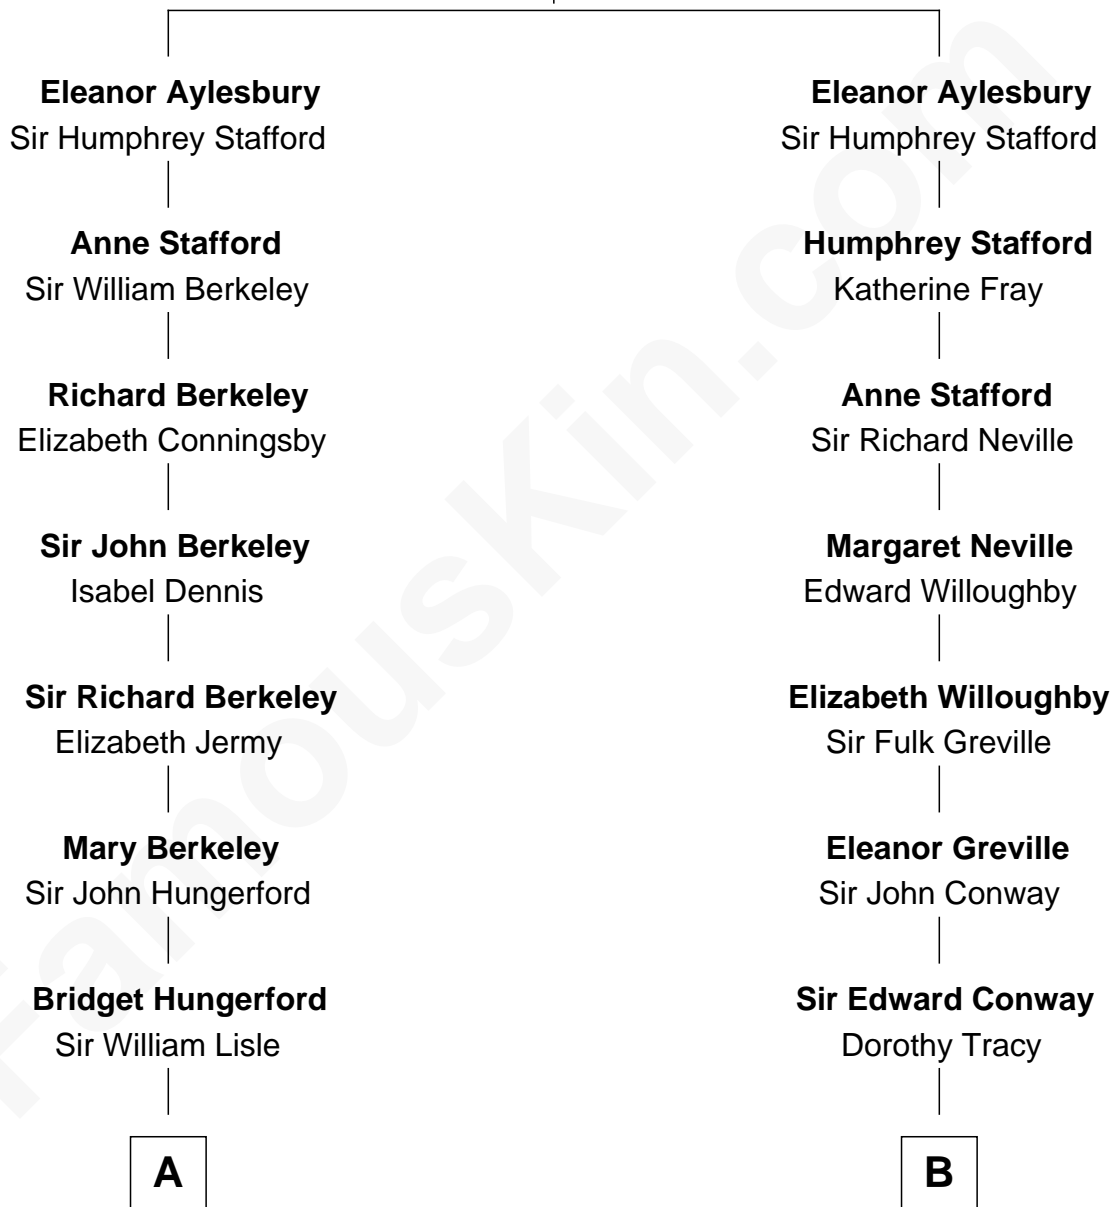 Eleanor Aylesbury
Sir Humphrey Stafford
Anne Stafford
Sir William Berkeley
Richard Berkeley
Elizabeth Conningsby
Sir John Berkeley
Isabel Dennis
Sir Richard Berkeley
Elizabeth Jermy
Mary Berkeley
Sir John Hungerford
Bridget Hungerford
Sir William Lisle
A
Eleanor Aylesbury
Sir Humphrey Stafford
Humphrey Stafford
Katherine Fray
Anne Stafford
Sir Richard Neville
Margaret Neville
Edward Willoughby
Elizabeth Willoughby
Sir Fulk Greville
Eleanor Greville
Sir John Conway
Sir Edward Conway
Dorothy Tracy
B
FamousKin.com